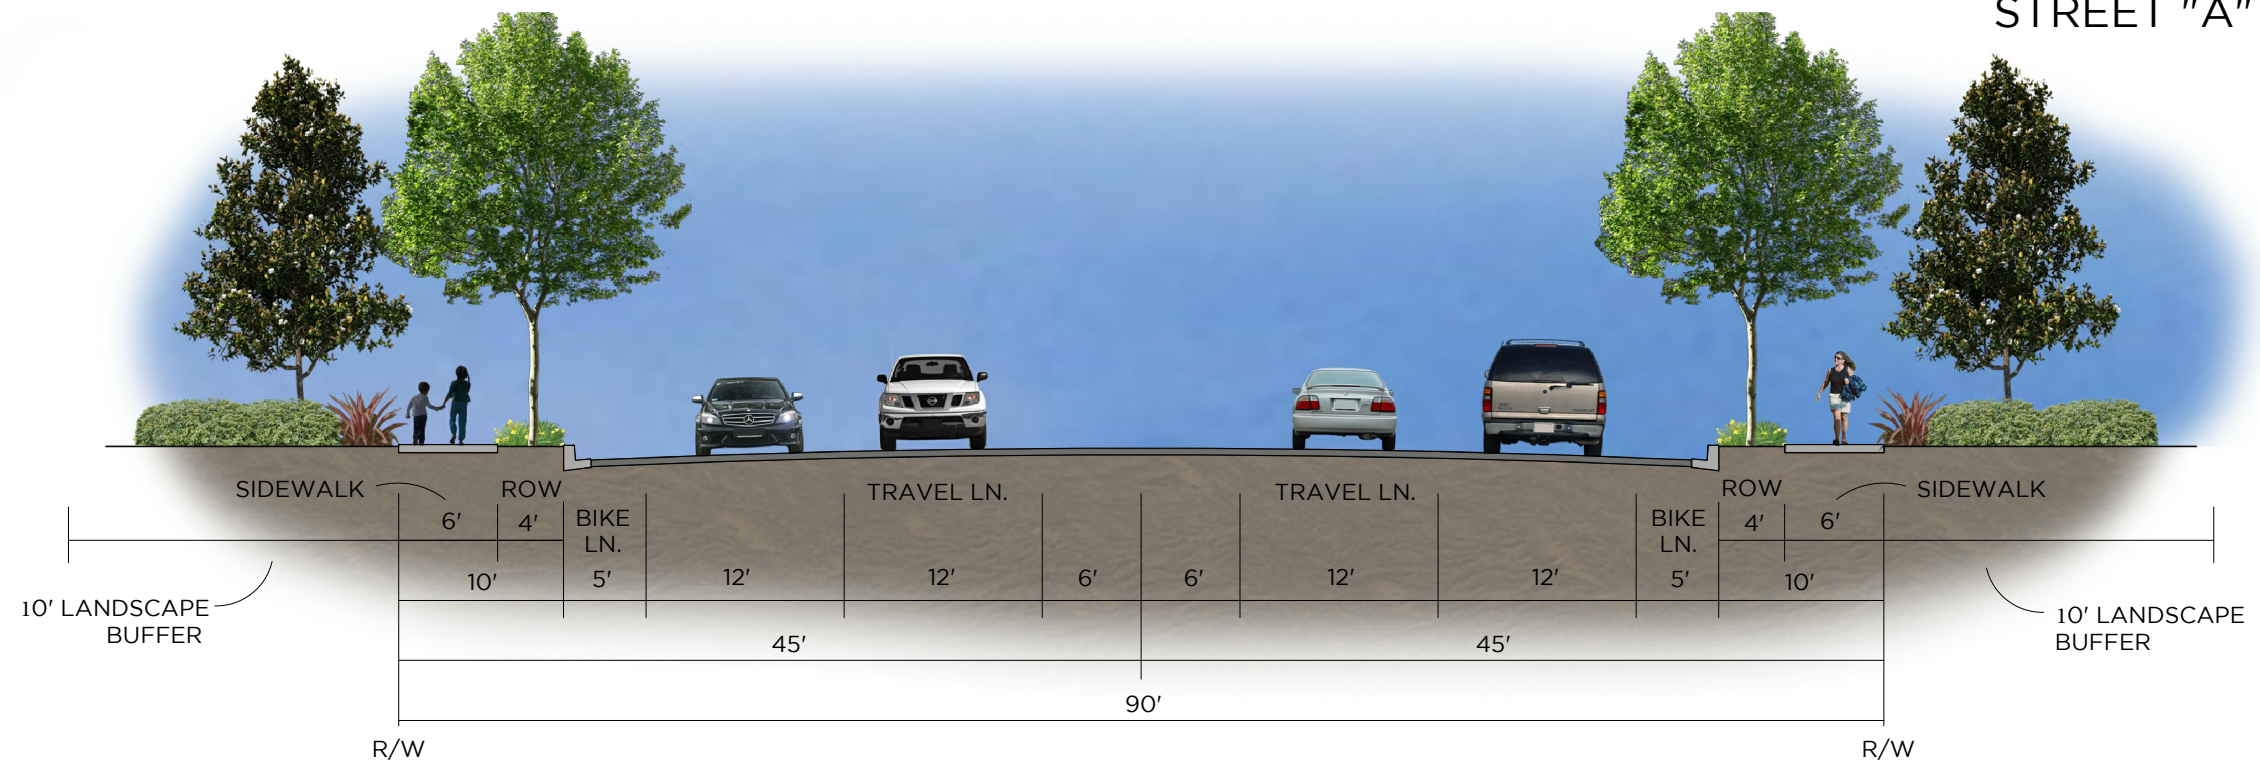 STREET "A"
SIDEWALK
ROW
TRAVEL LN.
TRAVEL LN.
ROW
SIDEWALK
6'
4'
BIKE
LN.
BIKE
LN.
4'
6'
10'
5'
12'
12'
6'
6'
12'
12'
5'
10'
10' LANDSCAPE
BUFFER
10' LANDSCAPE
BUFFER
45'
45'
90'
R/W
R/W